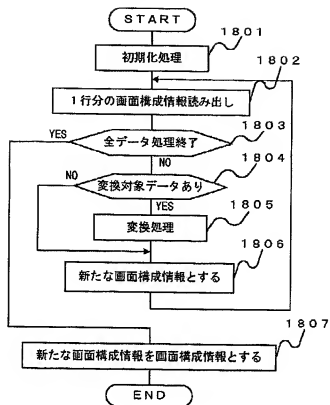 START
1801
初期化処理
1802
1行分の画面構成情報読み出し
YES
1803
全データ処理終了
NO
1804
NO
変換対象データあり
YES
1805
変換処理
1806
新たな画面構成情報とする
1807
新たな画面構成情報を画面構成情報とする
END